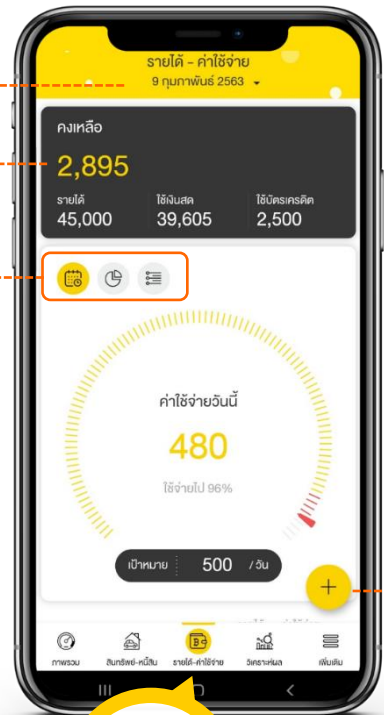 รายได้ - ค่าใช้จ่าย
9 กุมภาพันธ์ 2563
คงเหลือ
2,895
รายได้ ใช้เงินสด ใช้บัตรเครดิต
45,000 39,605 2,500
ค่าใช้จ่ายวันนี้
480
ใช้จ่ายไป 96%
เป้าหมาย 500 /วัน
+
ภาพรวม สินทรัพย์-หนี้สิน รายได้-ค่าใช้จ่าย วิเคราะห์ผล เพิ่มเติม